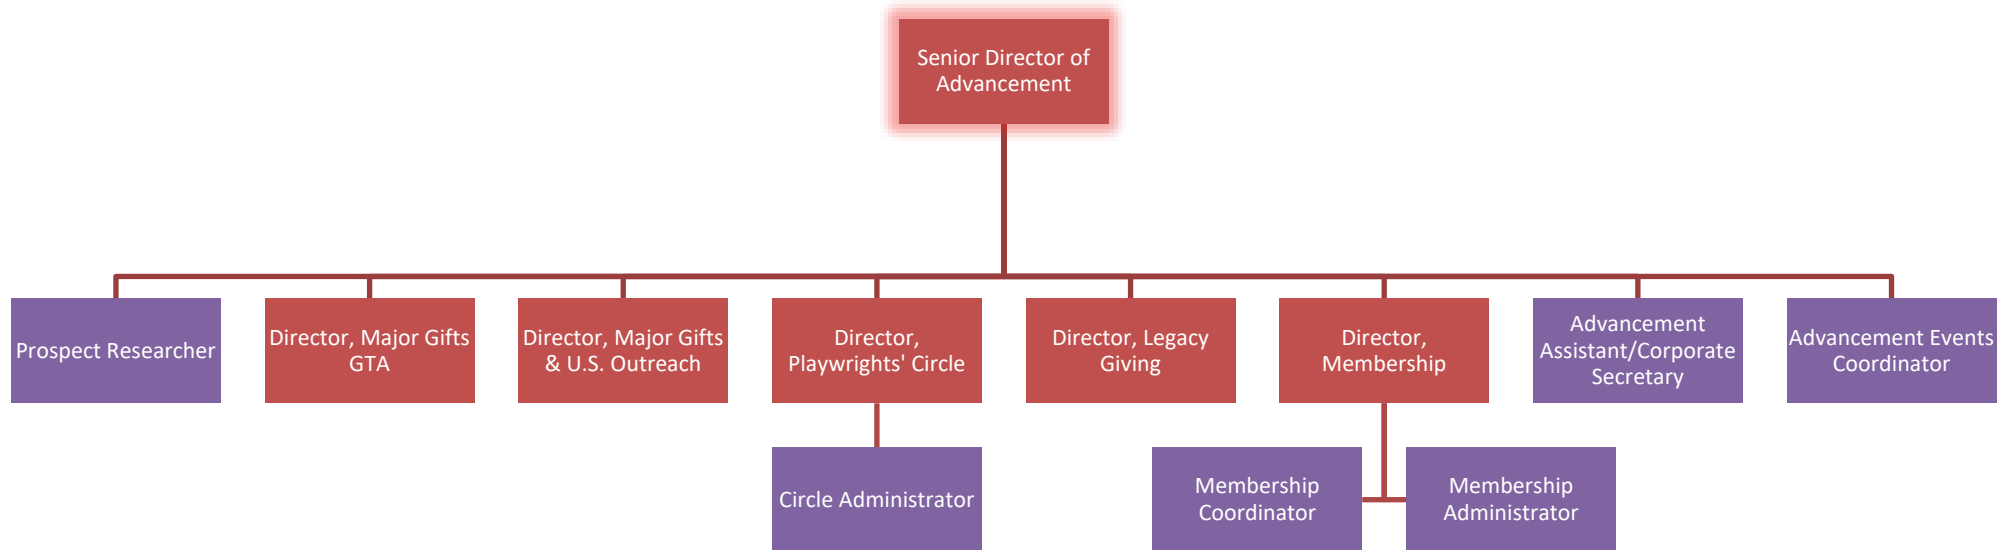 Senior Director of
Advancement
Prospect Researcher
Director, Major Gifts
GTA
Director, Major Gifts
& U.S. Outreach
Director,
Playwrights' Circle
Director, Legacy
Giving
Director,
Membership
Advancement
Assistant/Corporate
Secretary
Advancement Events
Coordinator
Circle Administrator
Membership
Coordinator
Membership
Administrator